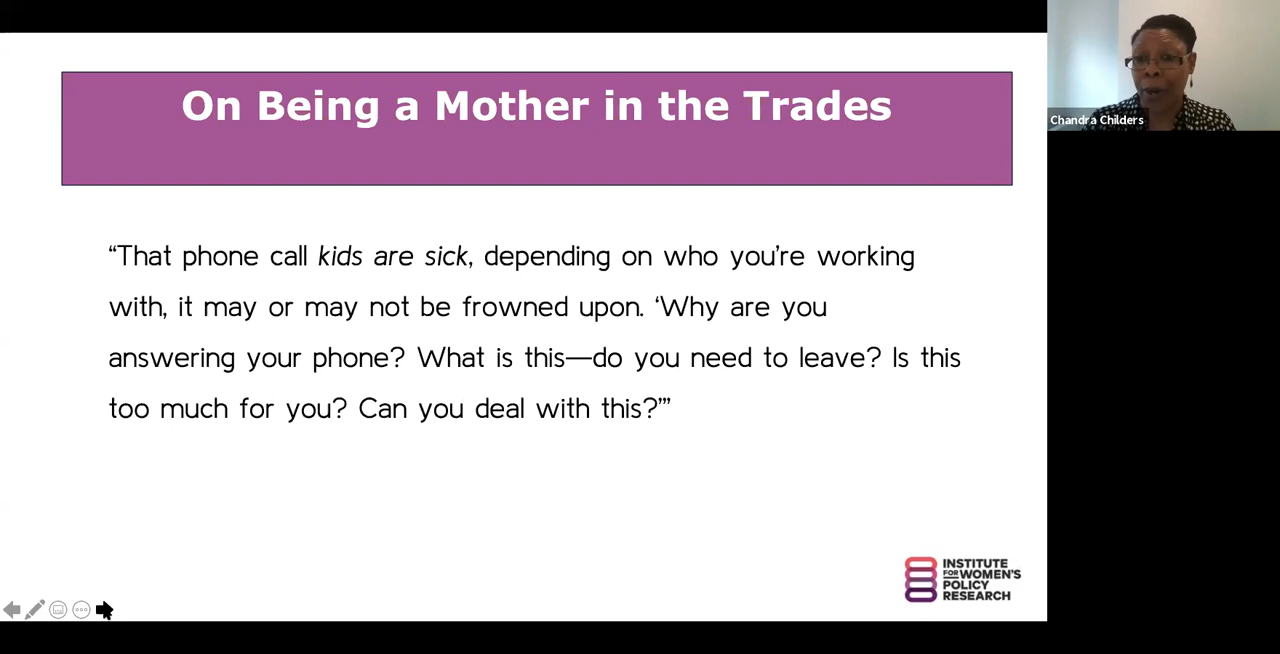 On Being a Mother in the Trades
“That phone call kids are sick, depending on who you’re working
with, it may or may not be frowned upon. ‘Why are you
answering your phone? What is this—do you need to leave? Is this
too much for you? Can you deal with this?’”
INSTITUTE
FOR WOMEN'S
POLICY
RESEARCH
Chandra Childers